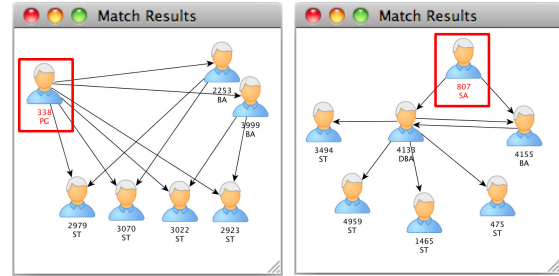 Match Results
2253
BA
338
PG
3999
BA
2979
ST
3070
ST
3022
ST
2923
ST
Match Results
807
SA
3494
ST
4133
DBA
4155
BA
4959
ST
1465
ST
475
ST